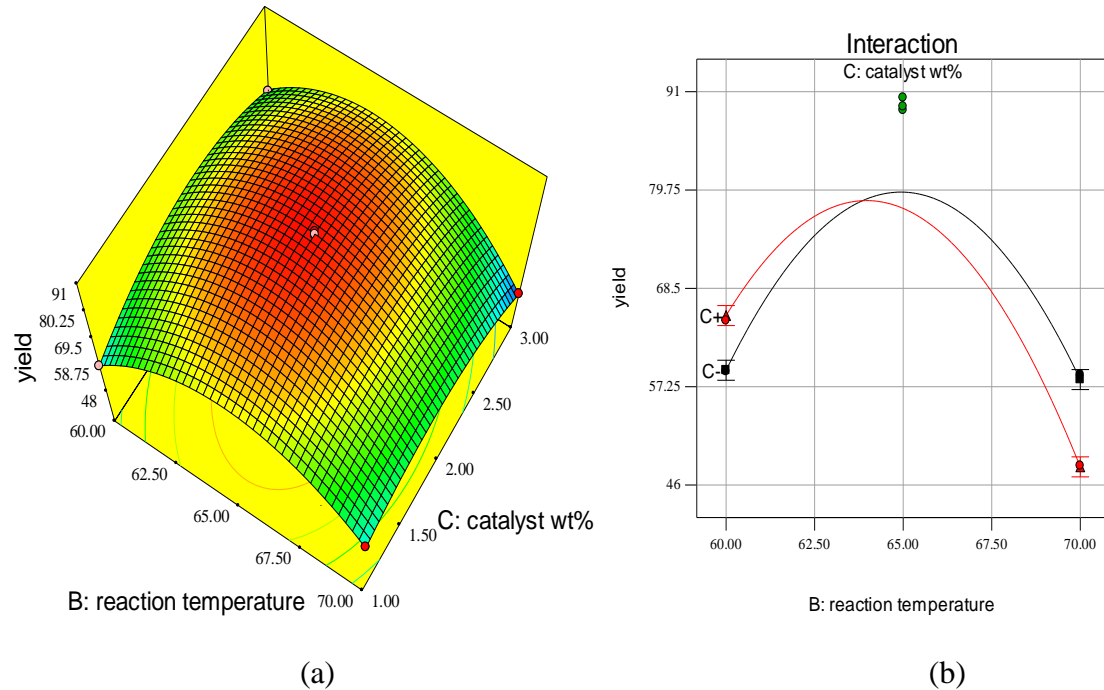 91
80.25
69.5
58.75
48
yield
60.00
62.50
65.00
67.50
70.00
B: reaction temperature
1.00
1.50
2.00
2.50
3.00
C: catalyst wt%
(a)
Interaction
C: catalyst wt%
91
79.75
68.5
57.25
46
yield
C+
C-
60.00
62.50
65.00
67.50
70.00
B: reaction temperature
(b)